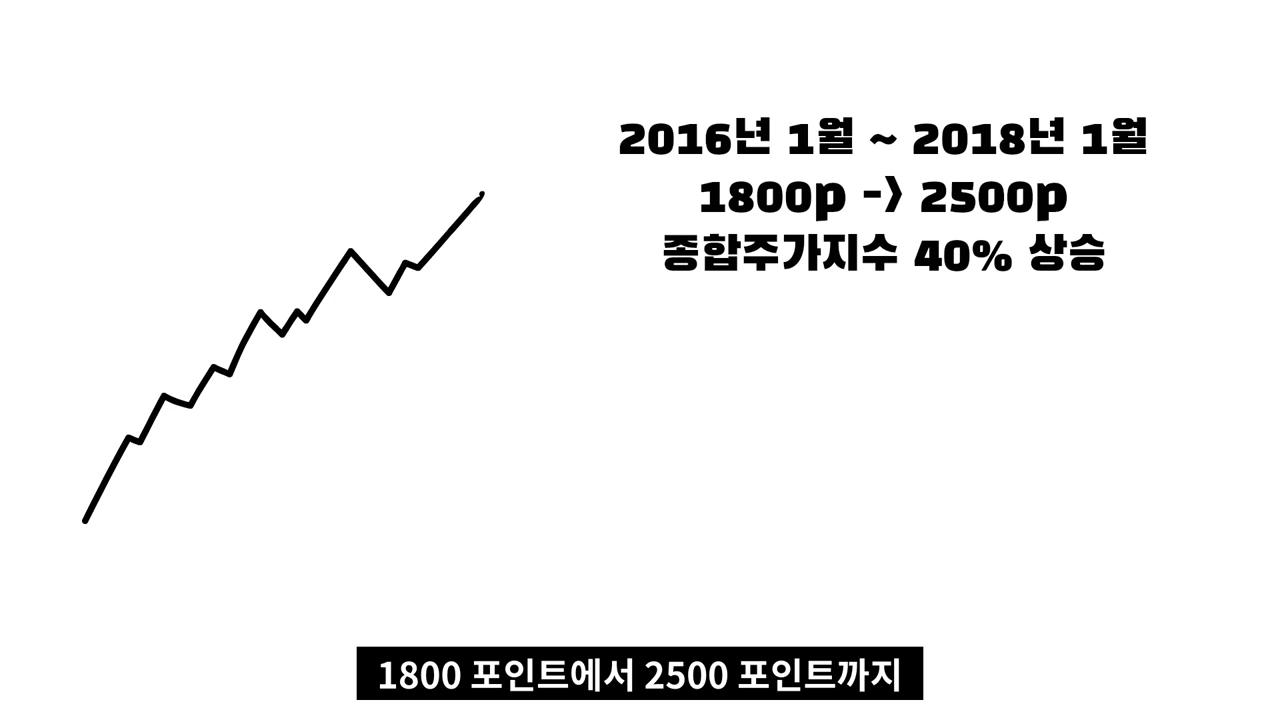 2016년 1월 ~ 2018년 1월
1800p -> 2500p
종합주가지수 40% 상승
1800 포인트에서 2500 포인트까지